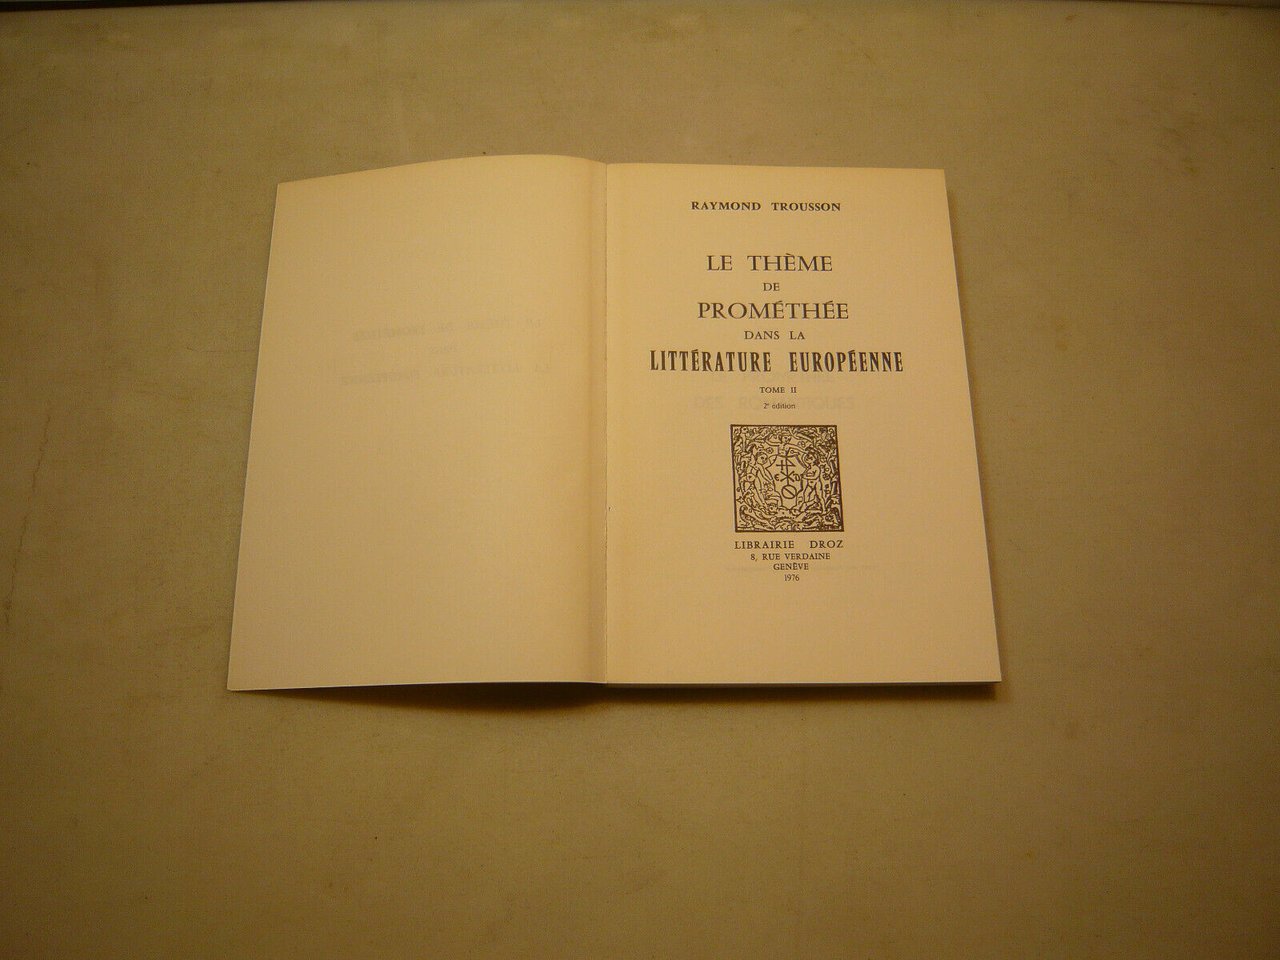 RAYMOND TROUSSON
LE THÈME
DE
PROMÉTHÉE
DANS LA
LITTÉRATURE EUROPÉENNE
TOME II
2e édition
LIBRAIRIE DROZ
8, RUE VERDAINE
GENÈVE
1976